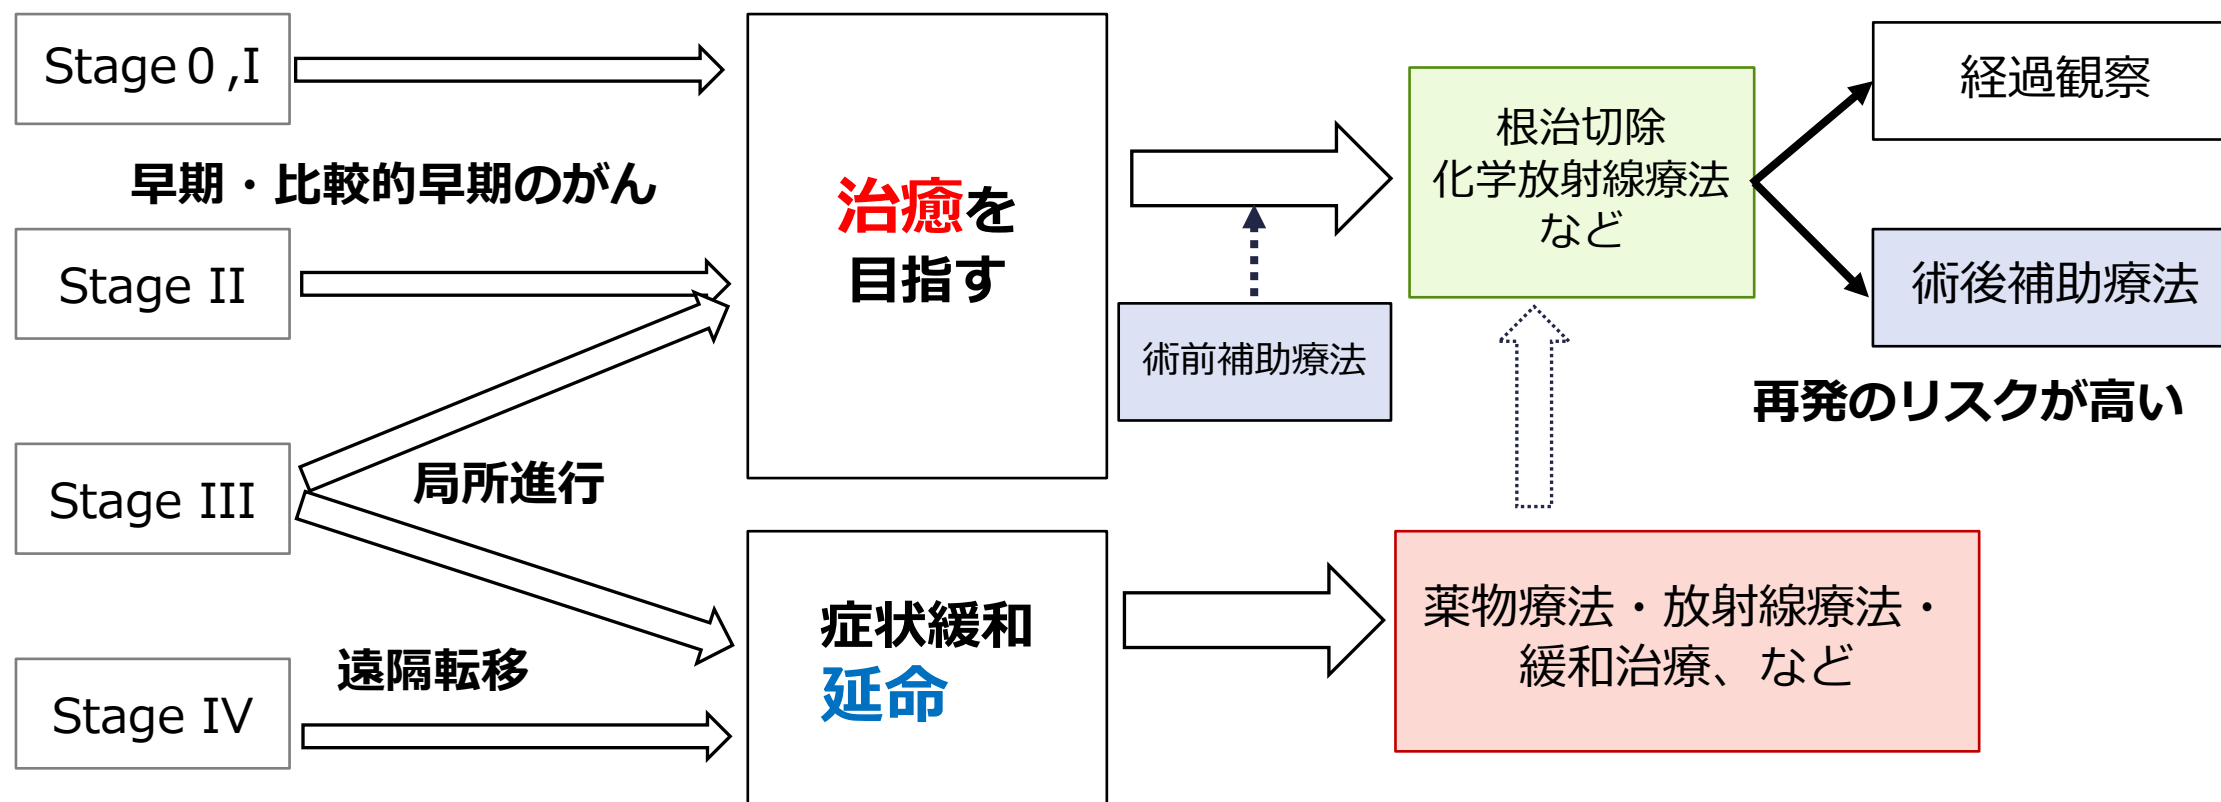 Stage 0 ,I
早期・比較的早期のがん
Stage II
Stage III
局所進行
Stage IV
遠隔転移
治癒を
目指す
症状緩和
延命
術前補助療法
根治切除
化学放射線療法
など
経過観察
術後補助療法
再発のリスクが高い
薬物療法・放射線療法・
緩和治療、など